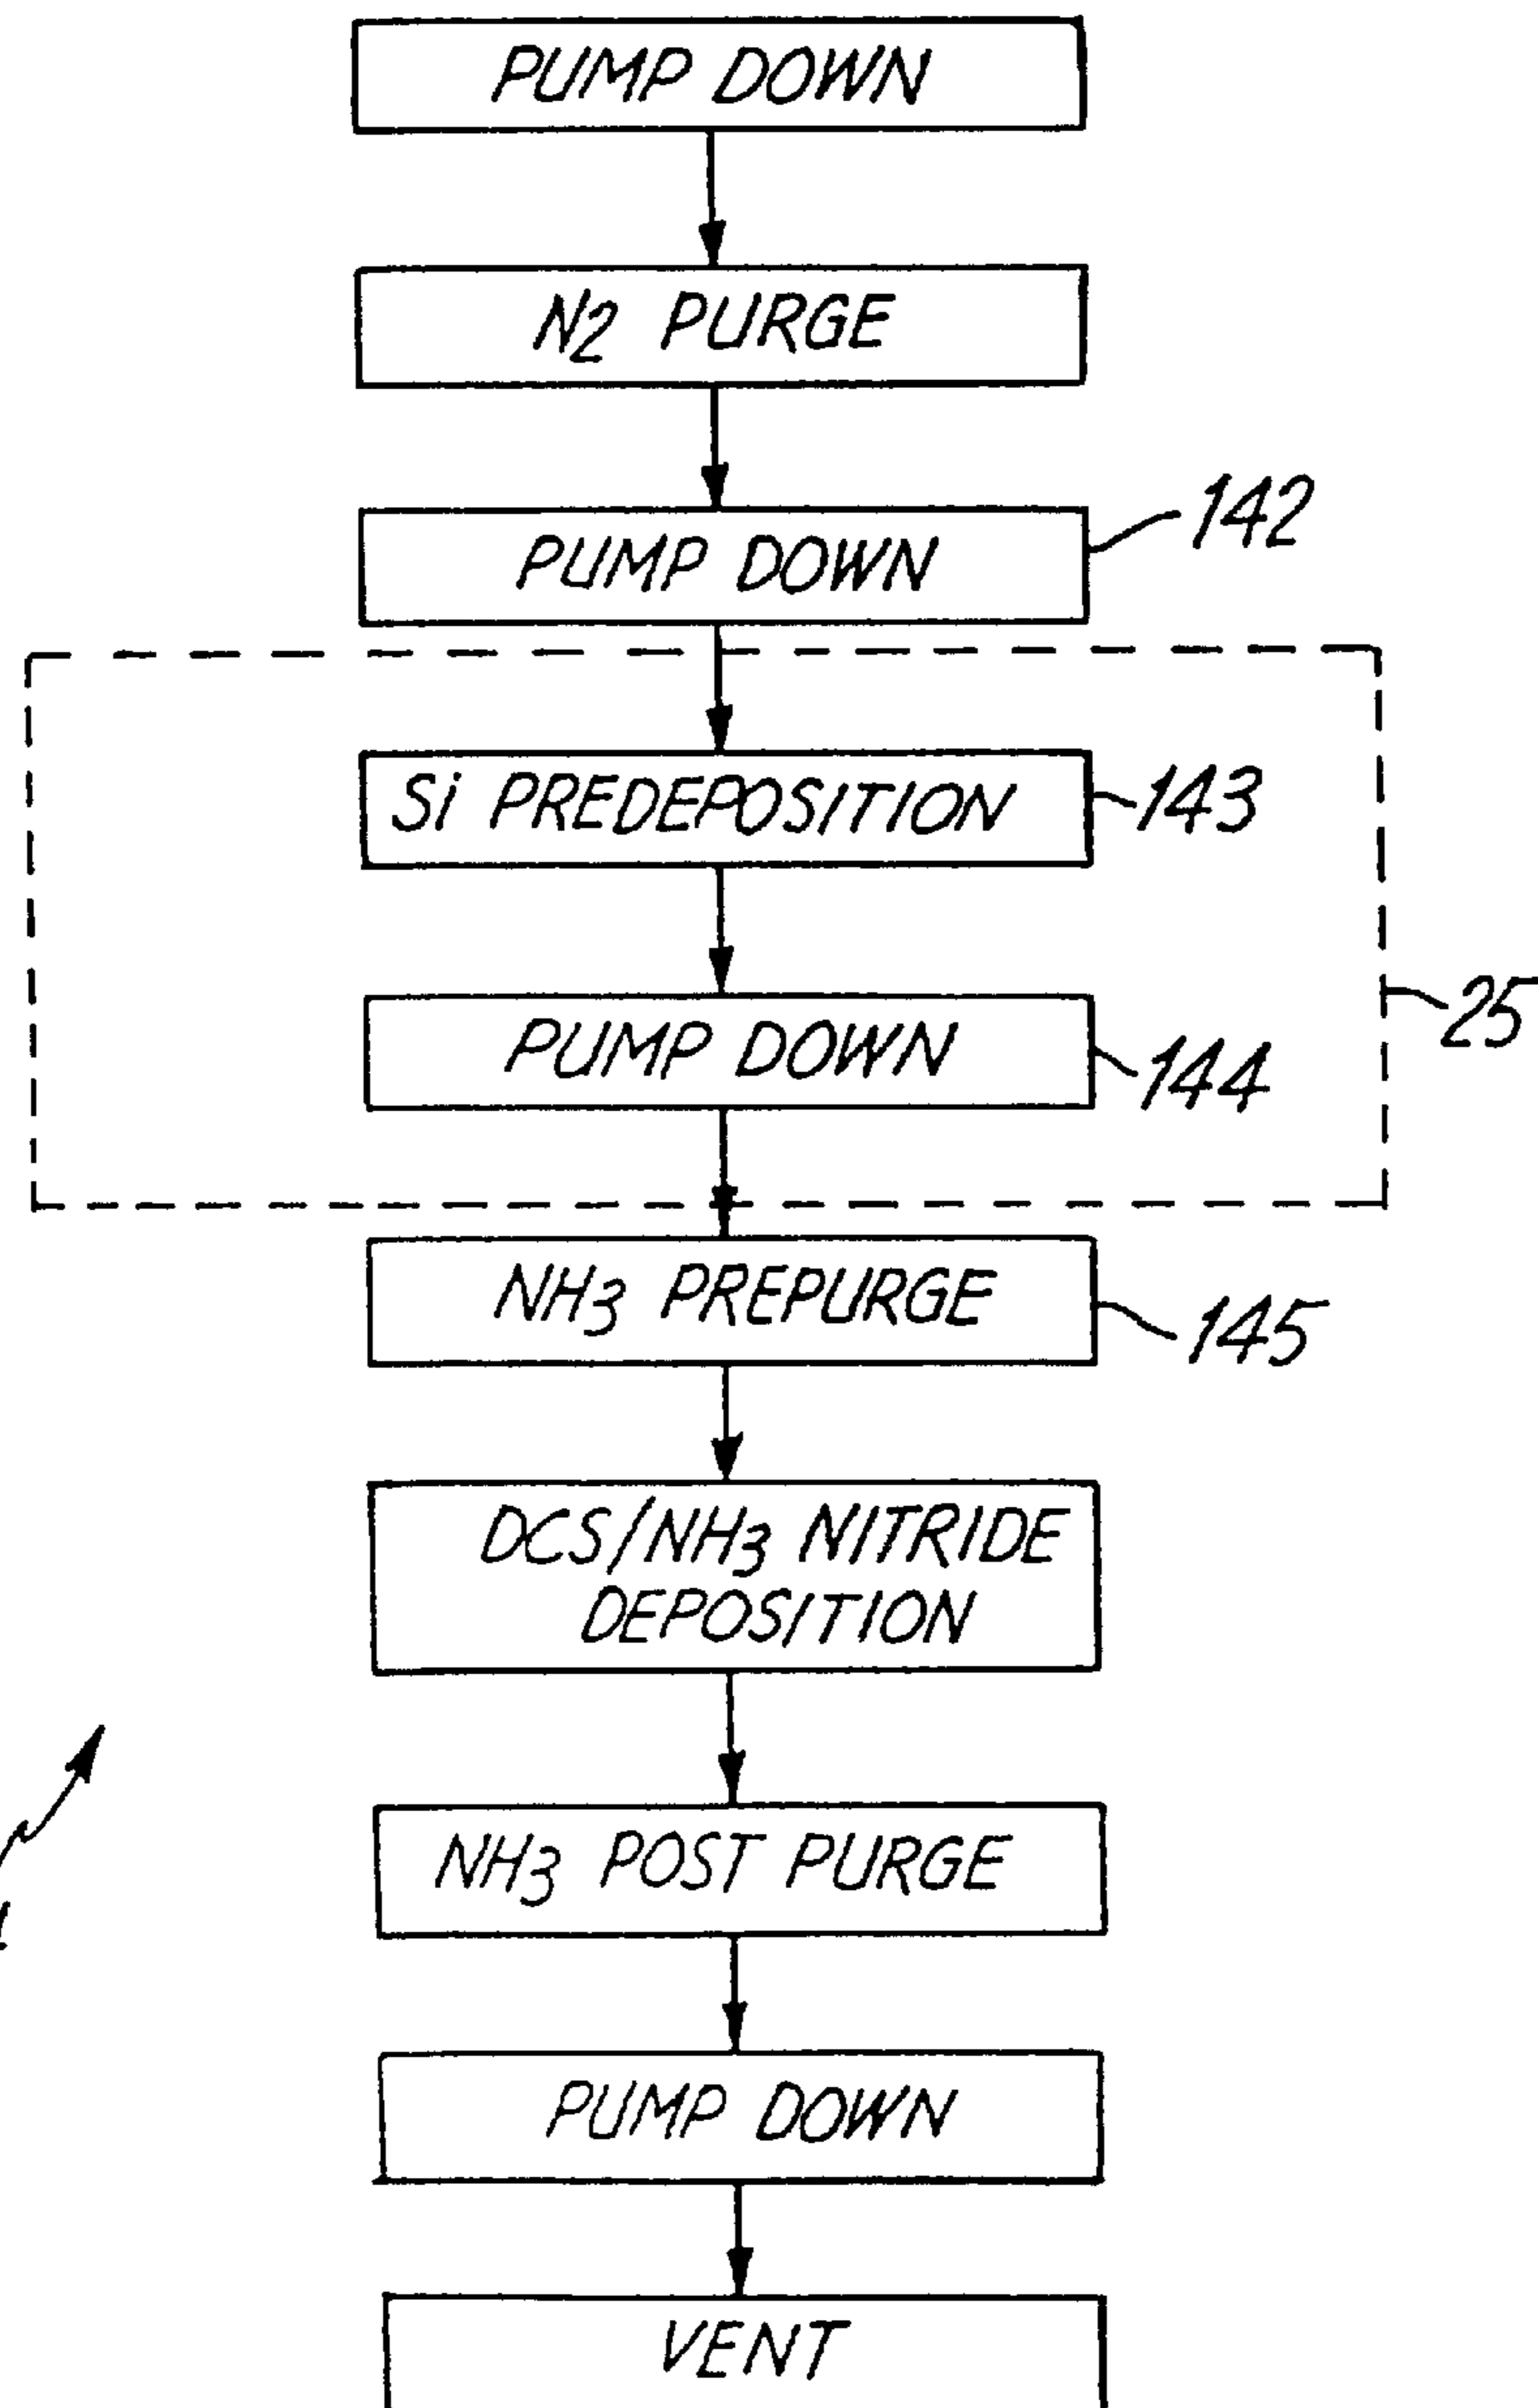 PUMP DOWN
N2 PURGE
PUMP DOWN
142
Si PREDEPOSITION
143
PUMP DOWN
144
25
NH3 PREPURGE
145
DCS/NH3 NITRIDE
DEPOSITION
NH3 POST PURGE
PUMP DOWN
VENT